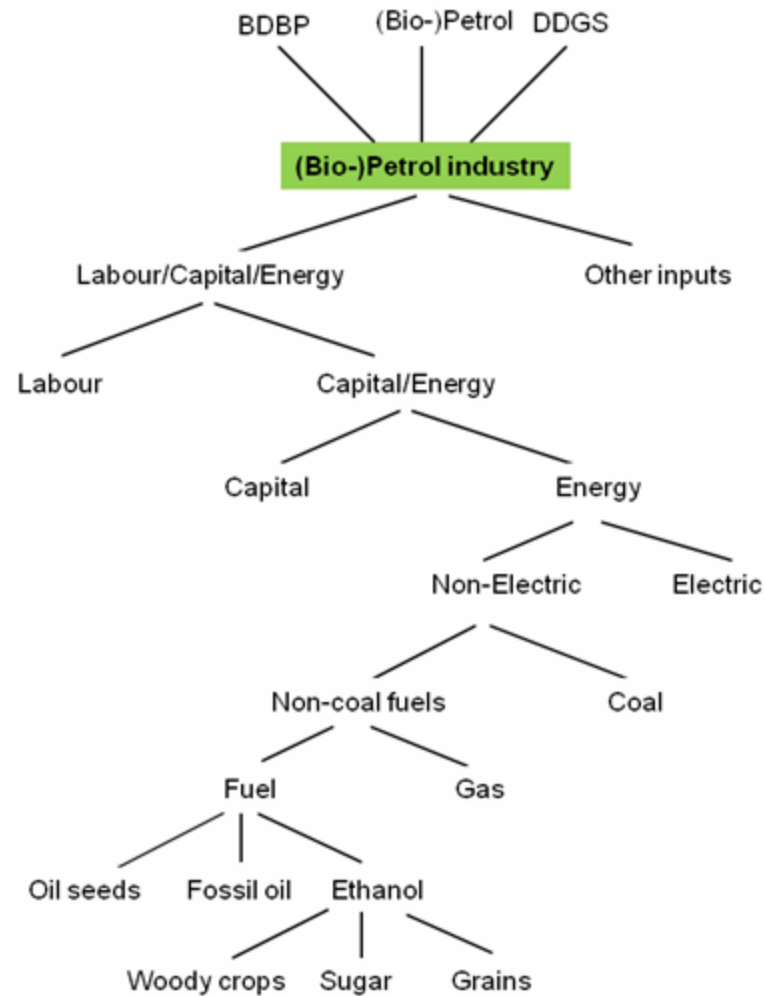 BDBP
(Bio-)Petrol
DDGS
(Bio-)Petrol industry
Labour/Capital/Energy
Other inputs
Labour
Capital/Energy
Capital
Energy
Non-Electric
Electric
Non-coal fuels
Coal
Fuel
Gas
Oil seeds
Fossil oil
Ethanol
Woody crops
Sugar
Grains